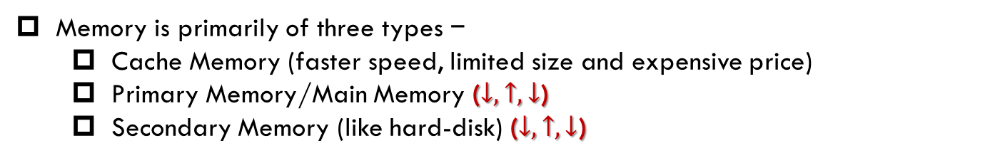 Memory is primarily of three types –
Cache Memory (faster speed, limited size and expensive price)
Primary Memory/Main Memory (↓, ↑, ↓)
Secondary Memory (like hard-disk) (↓, ↑, ↓)